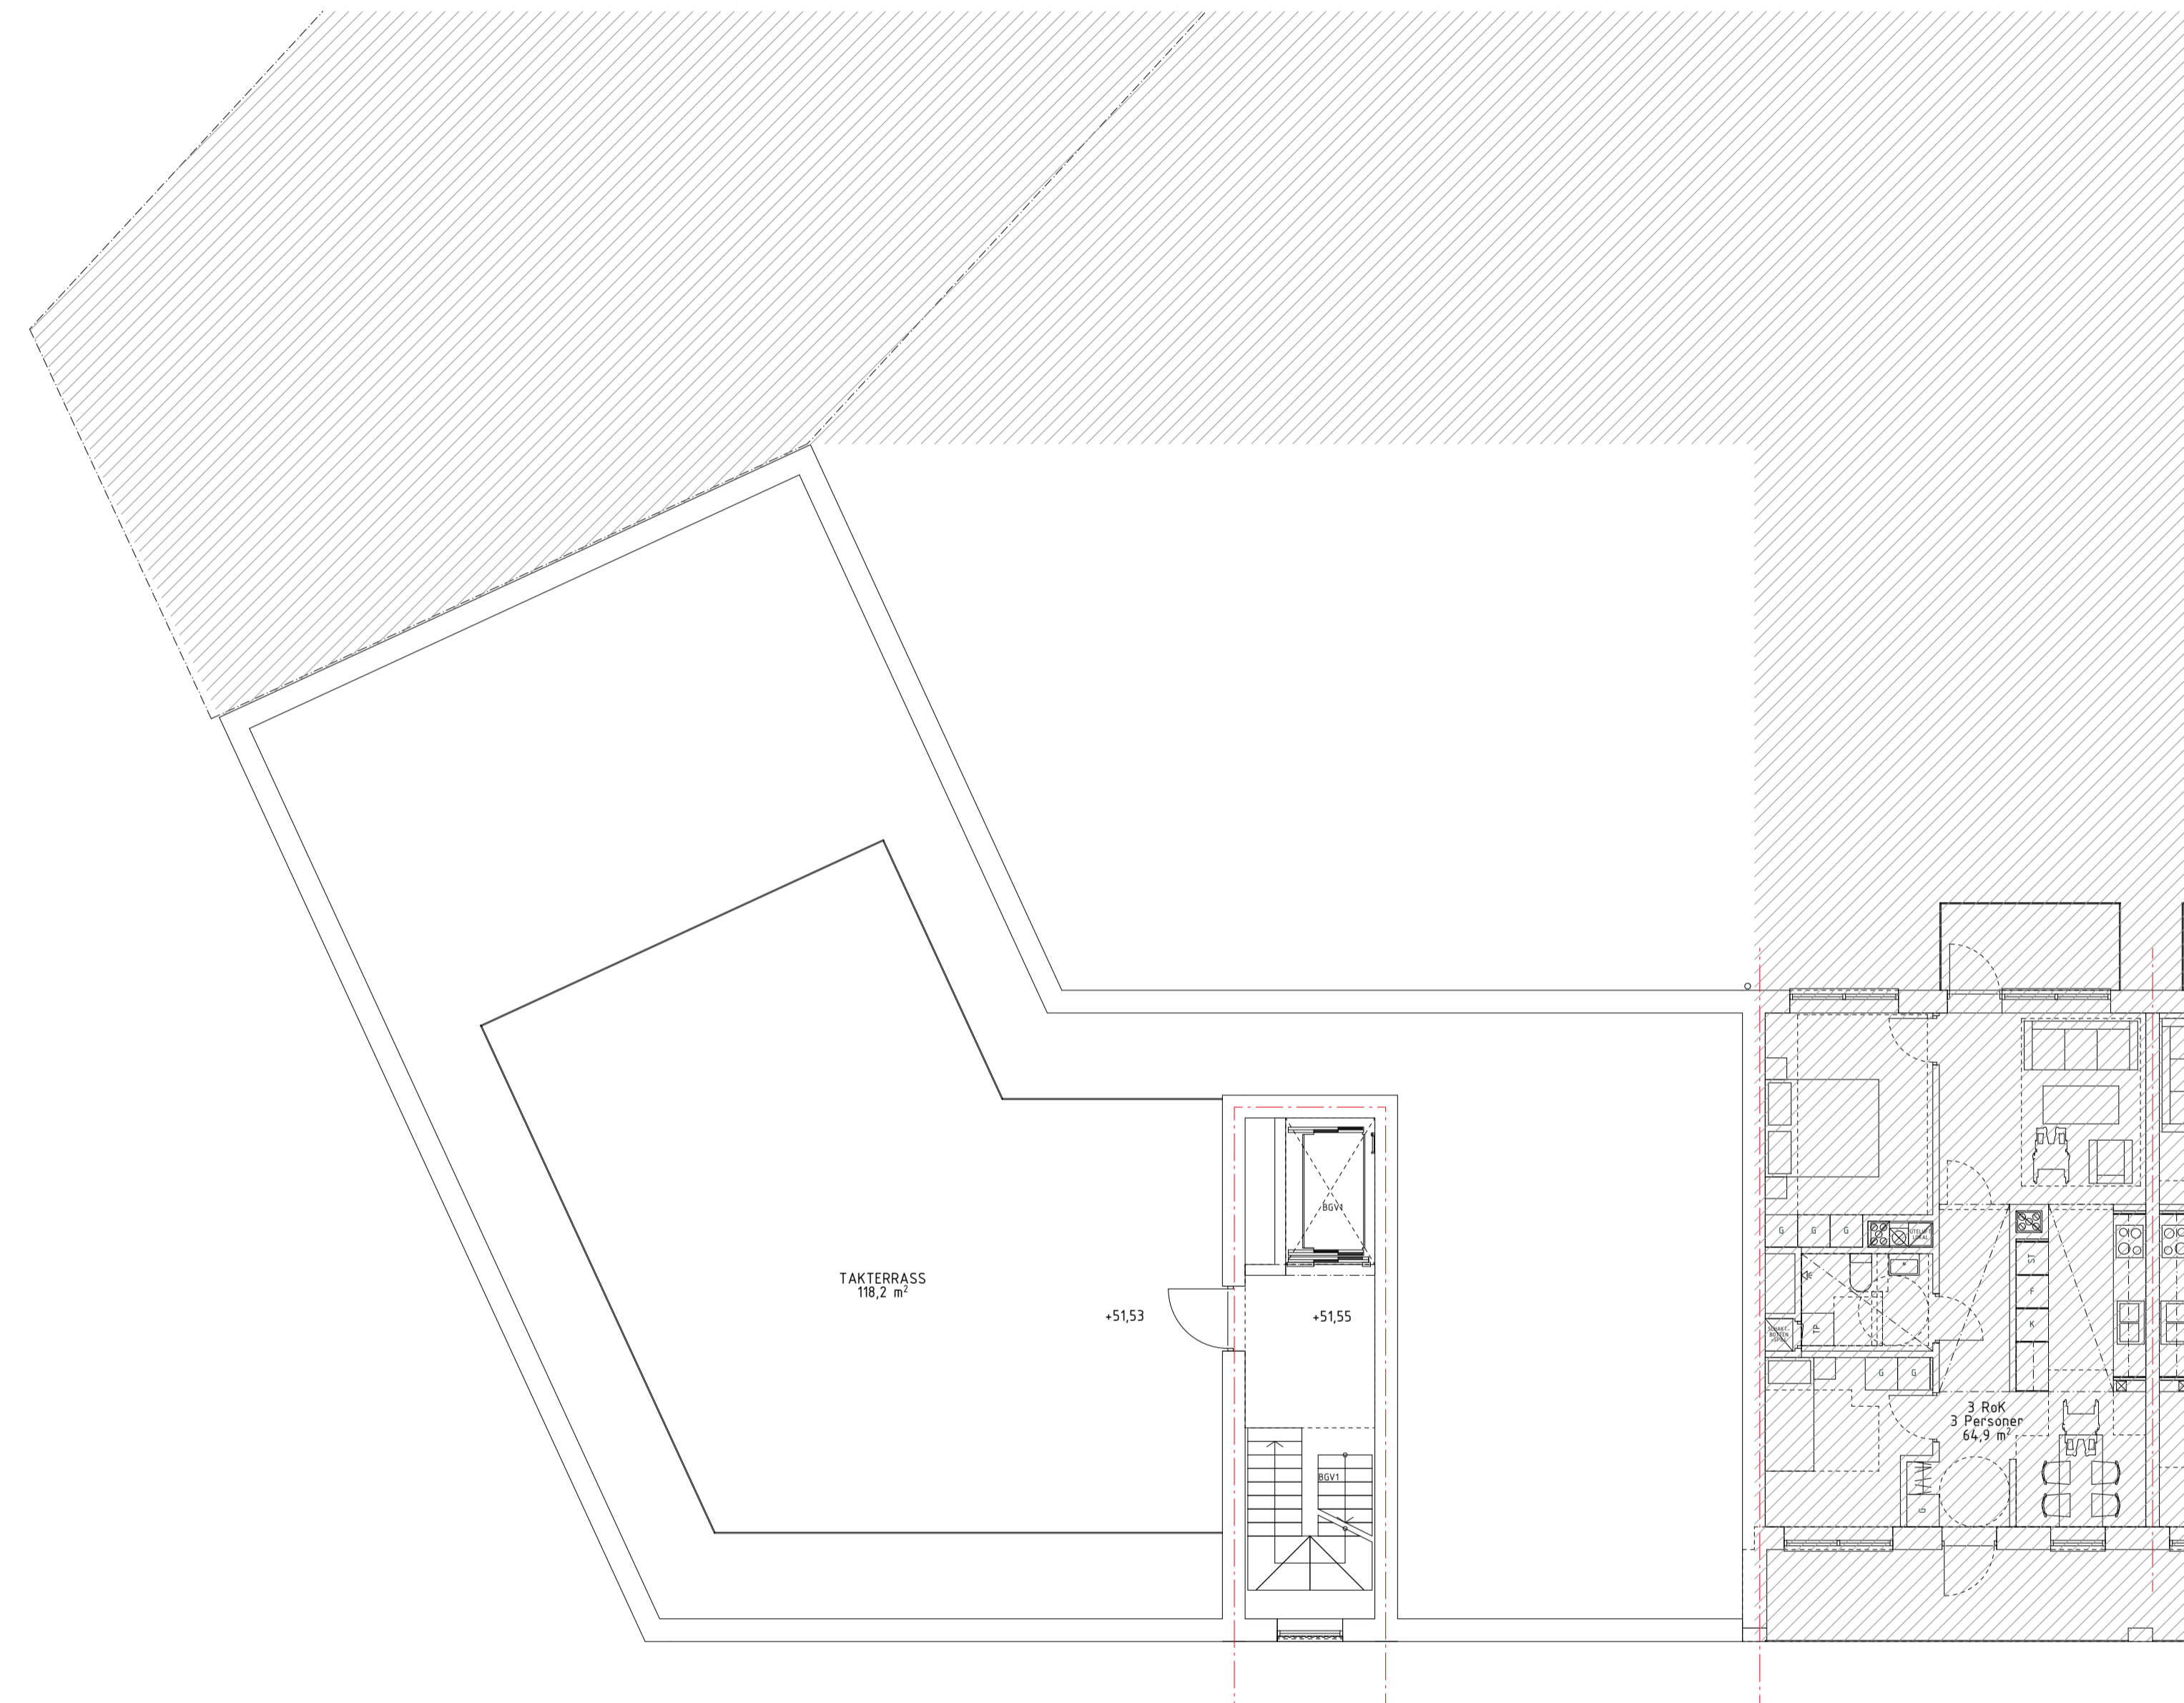 TAKTERRASS
118,2 m²
+51,53
+51,55
BGV1
BGV1
G
G
G
ST
F
K
TP
G
G
3 RoK
3 Personer
64,9 m²
G